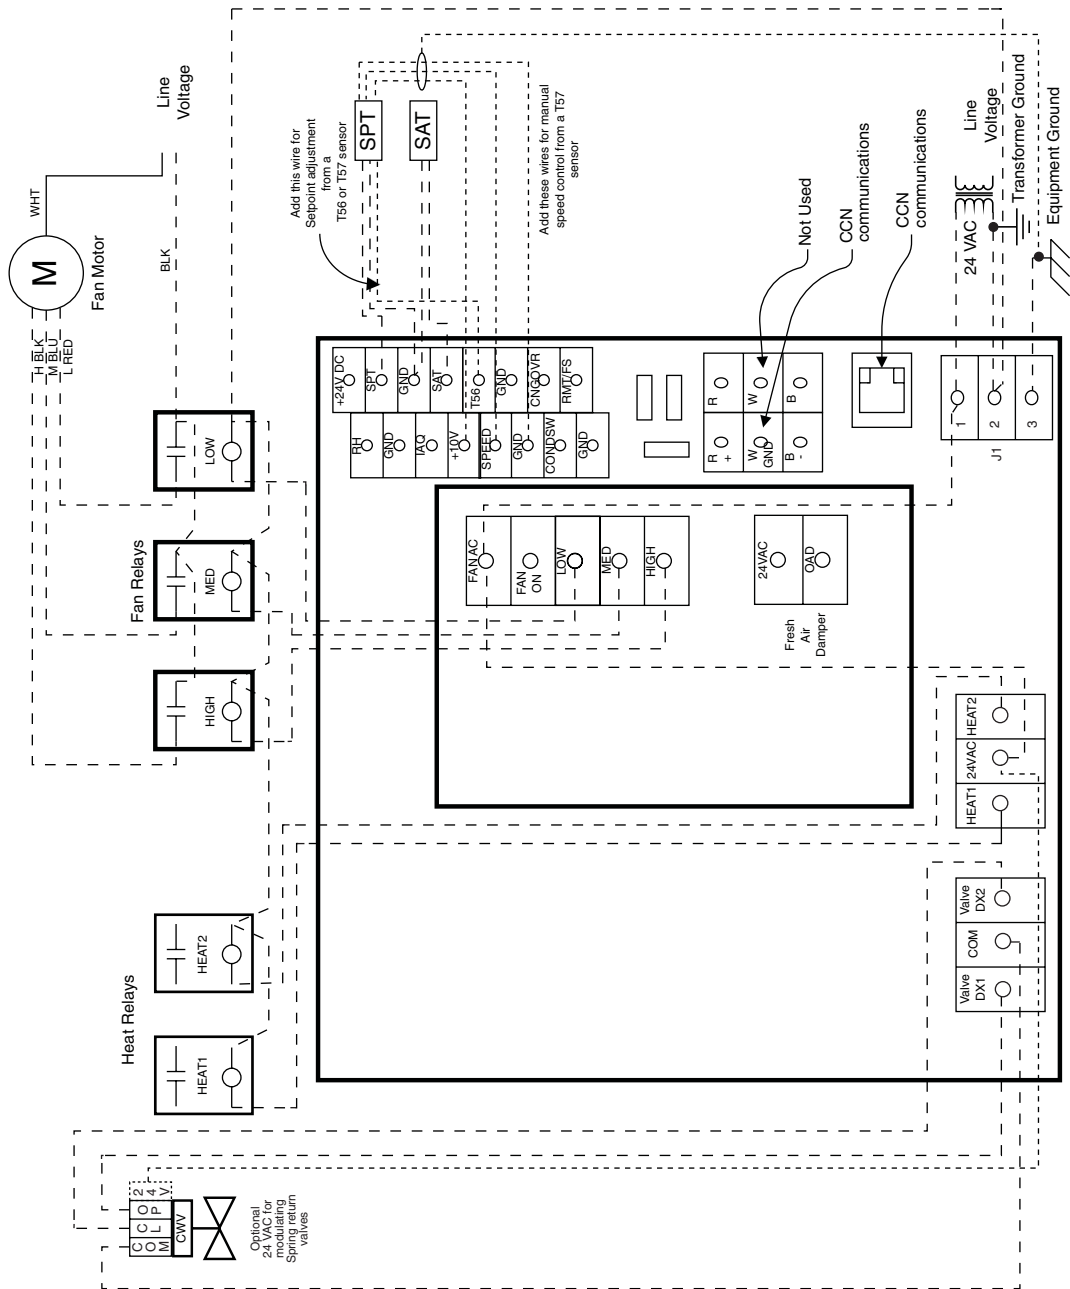 Line
Voltage
WHT
M
Fan Motor
BLK
H BLK
M BLU
L RED
Add this wire for
Setpoint adjustment
from a
T56 or T57 sensor
SPT
SAT
Add these wires for manual
speed control from a T57
sensor
Not Used
CCN
communications
CCN
communications
Line
Voltage
24 VAC
Transformer Ground
Equipment Ground
Fan Relays
LOW
MED
HIGH
Heat Relays
HEAT2
HEAT1
+24V DC
SPT
GND
SAT
T56
GND
CNGOVR
RMT/FS
RH
GND
IAQ
+10V
SPEED
GND
CONDSW
GND
R
W
B
R
+
W
GND
B
-
1
2
3
J1
FAN AC
FAN
ON
LOW
MED
HIGH
24VAC
OAD
Fresh
Air
Damper
HEAT2
24VAC
HEAT1
Valve
DX2
COM
Valve
DX1
COM
CL
OP
24V
CWV
Optional
24 VAC for
modulating
Spring return
valves